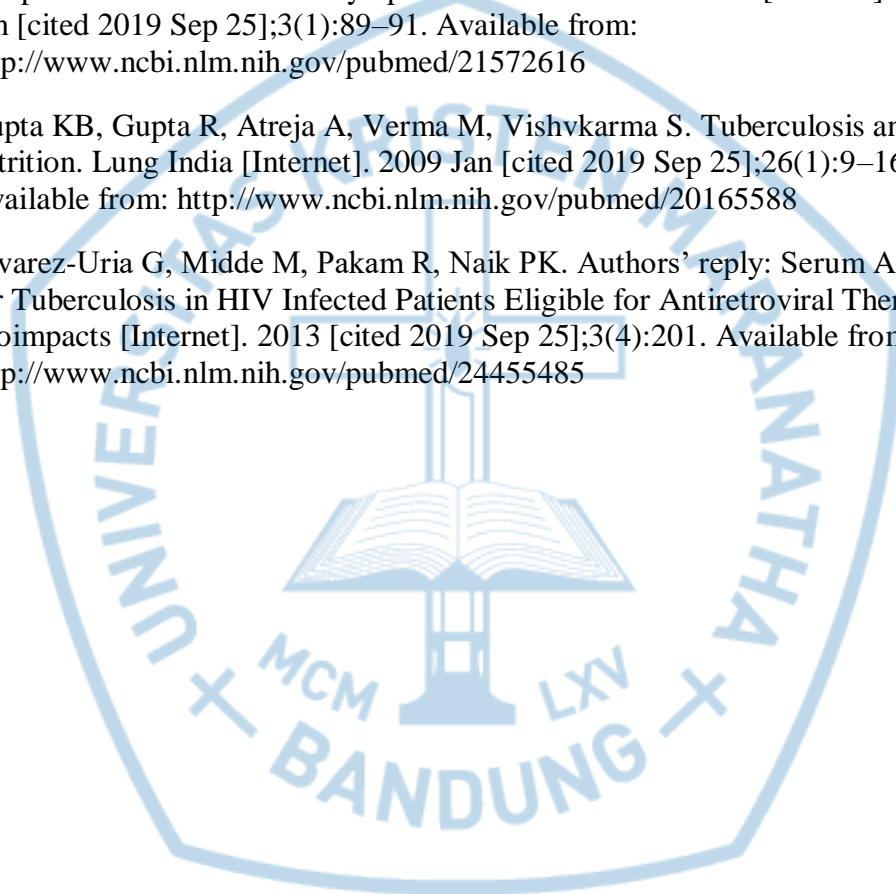 n [cited 2019 Sep 25];3(1):89–91. Available from:
p://www.ncbi.nlm.nih.gov/pubmed/21572616
upta KB, Gupta R, Atreja A, Verma M, Vishvkarma S. Tuberculosis an
trition. Lung India [Internet]. 2009 Jan [cited 2019 Sep 25];26(1):9–16
vailable from: http://www.ncbi.nlm.nih.gov/pubmed/20165588
varez-Uria G, Midde M, Pakam R, Naik PK. Authors’ reply: Serum A
r Tuberculosis in HIV Infected Patients Eligible for Antiretroviral Ther
oimpacts [Internet]. 2013 [cited 2019 Sep 25];3(4):201. Available from
p://www.ncbi.nlm.nih.gov/pubmed/24455485
UNIVERSITAS KRISTEN MARANATHA
MCM LXV
BANDUNG